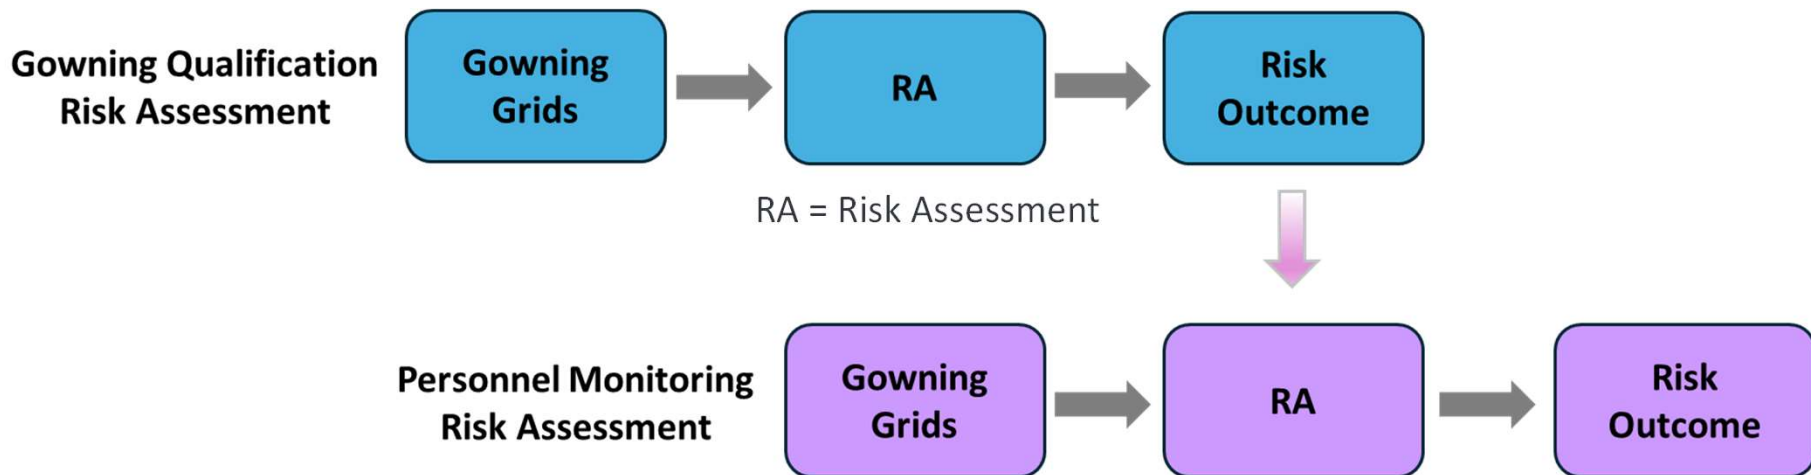 Gowning Qualification
Risk Assessment
Gowning
Grids
RA
Risk
Outcome
RA = Risk Assessment
Personnel Monitoring
Risk Assessment
Gowning
Grids
RA
Risk
Outcome